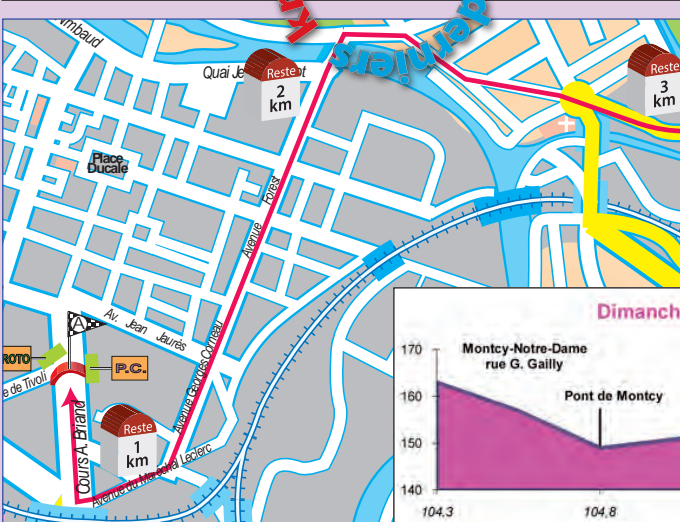 derniers
km
Reste
2
km
Reste
3
km
Place
Ducale
Avenue Forest
Av. Jean Jaurès
A
P.C.
Avenue Georges Corneau
Cours A. Briand
Reste
1
km
Avenue du Maréchal Leclerc
de Tivoli
Quai Je
Dimanch
170
160
150
140
Montcy-Notre-Dame
rue G. Gailly
Pont de Montcy
104.3
104.8